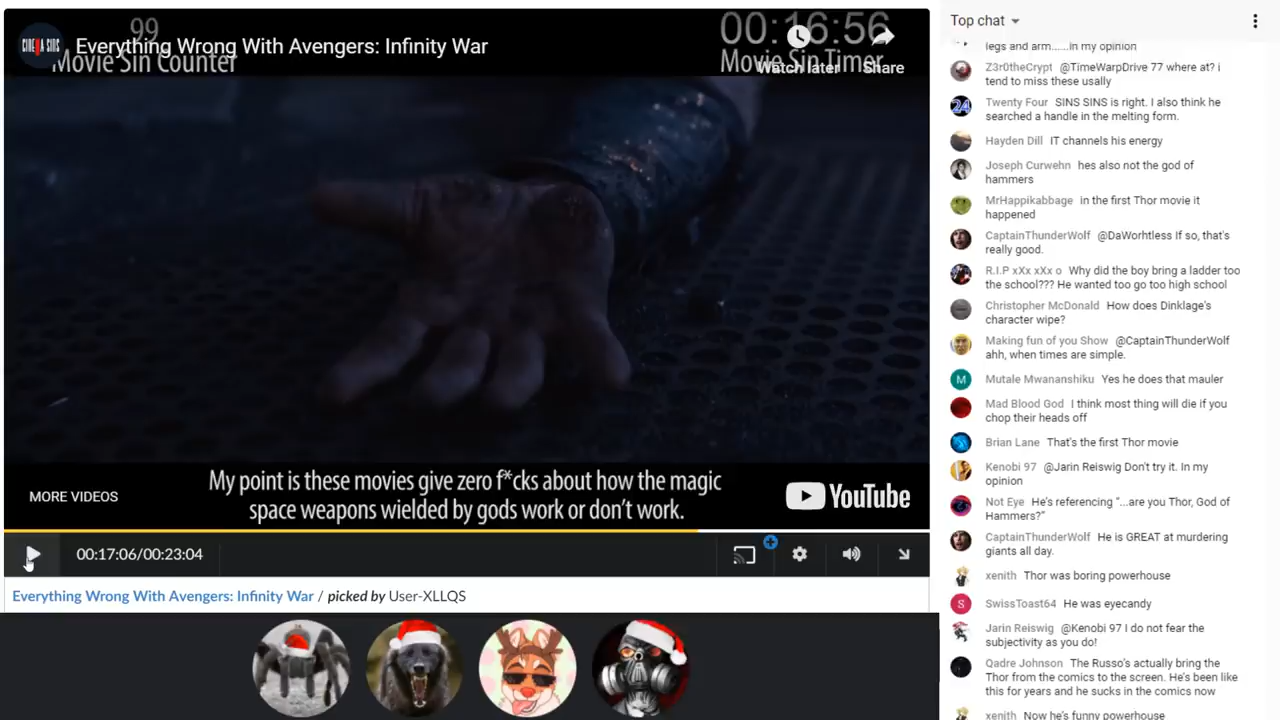 99
00:16:56
CINEMA SINS
Everything Wrong With Avengers: Infinity War
Movie Sin Counter
Movie Sin Timer
Watch later
Share
My point is these movies give zero f*cks about how the magic
space weapons wielded by gods work or don't work.
MORE VIDEOS
YouTube
00:17:06/00:23:04
Everything Wrong With Avengers: Infinity War / picked by User-XLLQS
Top chat
legs and arm......In my opinion
Z3r0theCrypt @TimeWarpDrive 77 where at? i
tend to miss these usally
24
Twenty Four SINS SINS is right. I also think he
searched a handle in the melting form.
Hayden Dill IT channels his energy
Joseph Curwehn hes also not the god of
hammers
MrHappikabbage in the first Thor movie it
happened
CaptainThunderWolf @DaWorhtless If so, that's
really good.
R.I.P xXx xXx o Why did the boy bring a ladder too
the school??? He wanted too go too high school
Christopher McDonald How does Dinklage's
character wipe?
Making fun of you Show @CaptainThunderWolf
ahh, when times are simple.
M
Mutale Mwananshiku Yes he does that mauler
Mad Blood God I think most thing will die if you
chop their heads off
Brian Lane That's the first Thor movie
Kenobi 97 @Jarin Reiswig Don't try it. In my
opinion
Not Eye He's referencing "...are you Thor, God of
Hammers?"
CaptainThunderWolf He is GREAT at murdering
giants all day.
xenith Thor was boring powerhouse
S
SwissToast64 He was eyecandy
Jarin Reiswig @Kenobi 97 I do not fear the
subjectivity as you do!
Qadre Johnson The Russo's actually bring the
Thor from the comics to the screen. He's been like
this for years and he sucks in the comics now
xenith Now he's funny powerhouse